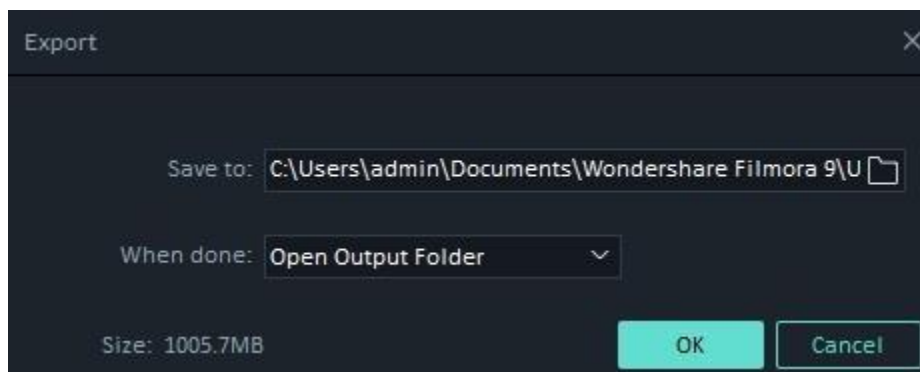 Export
Save to: C:\Users\admin\Documents\Wondershare Filmora 9\U
When done: Open Output Folder
Size: 1005.7MB OK Cancel